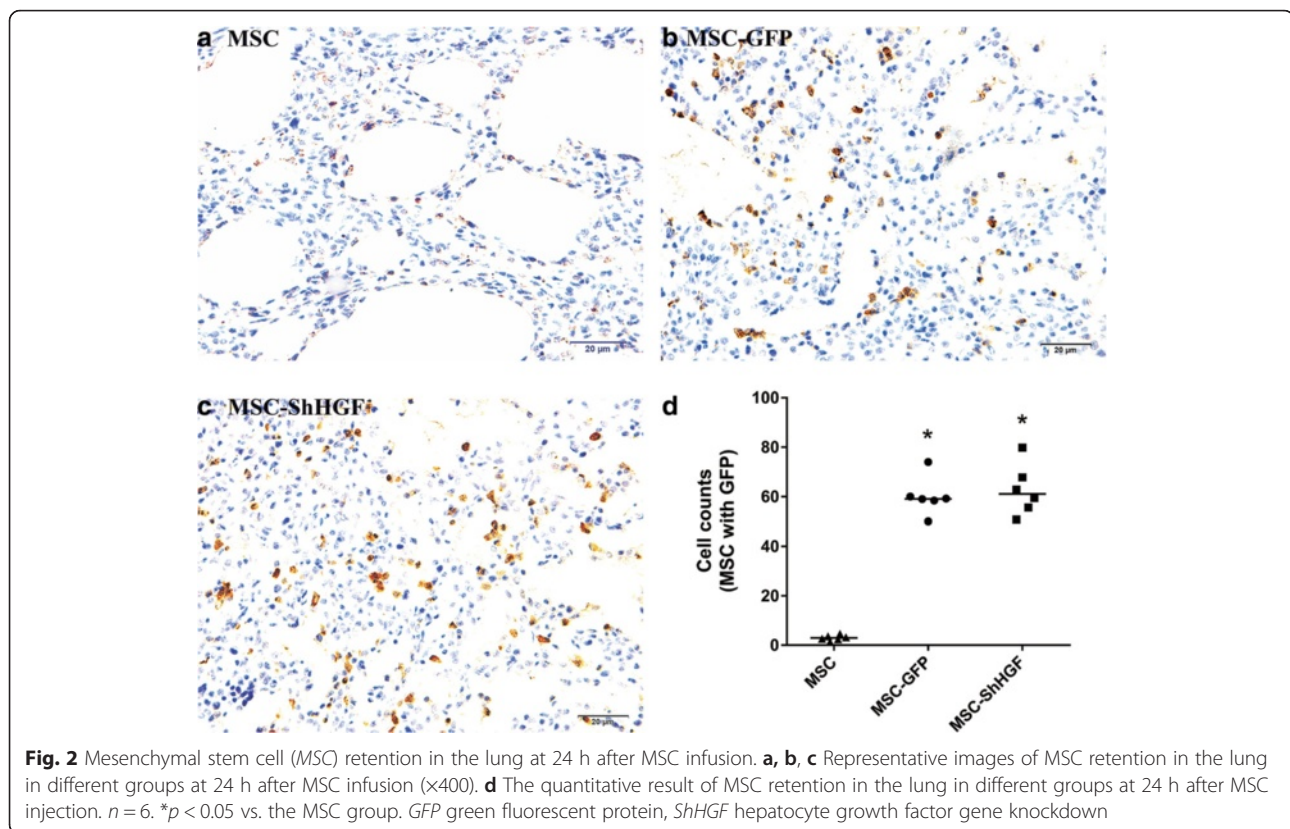 a MSC
b MSC-GFP
20 µm
20 µm
c MSC-ShHGF
20 µm
d
100
80
60
40
20
0
Cell counts
(MSC with GFP)
*
*
MSC
MSC-GFP
MSC-ShHGF
Fig. 2 Mesenchymal stem cell (MSC) retention in the lung at 24 h after MSC infusion. a, b, c Representative images of MSC retention in the lung
in different groups at 24 h after MSC infusion (×400). d The quantitative result of MSC retention in the lung in different groups at 24 h after MSC
injection. n = 6. *p < 0.05 vs. the MSC group. GFP green fluorescent protein, ShHGF hepatocyte growth factor gene knockdown